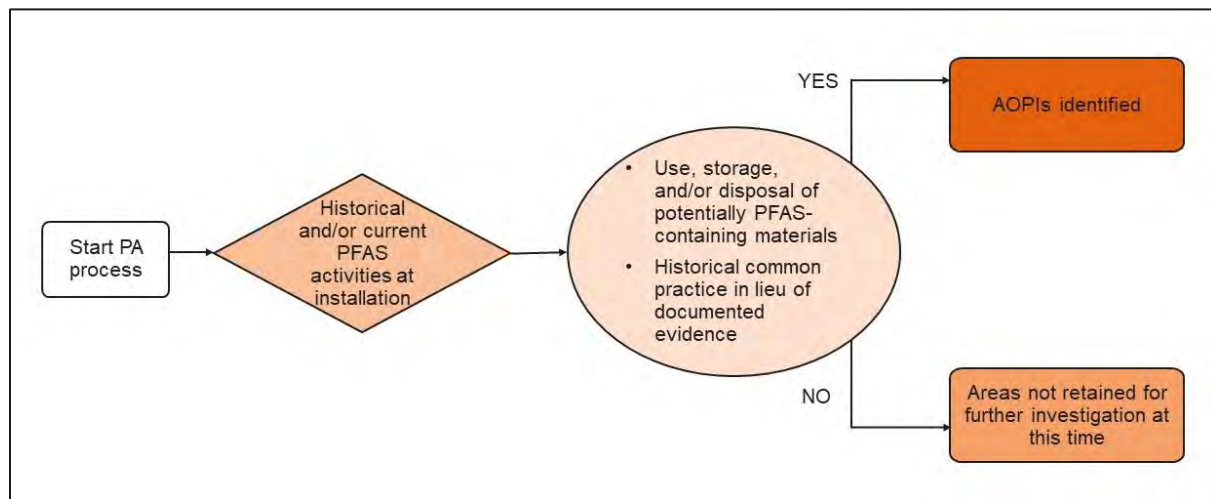 Start PA
process
Historical
and/or current
PFAS
activities at
installation
• Use, storage,
and/or disposal of
potentially PFAS-
containing materials
• Historical common
practice in lieu of
documented
evidence
YES
AOPIs identified
NO
Areas not retained for
further investigation at
this time